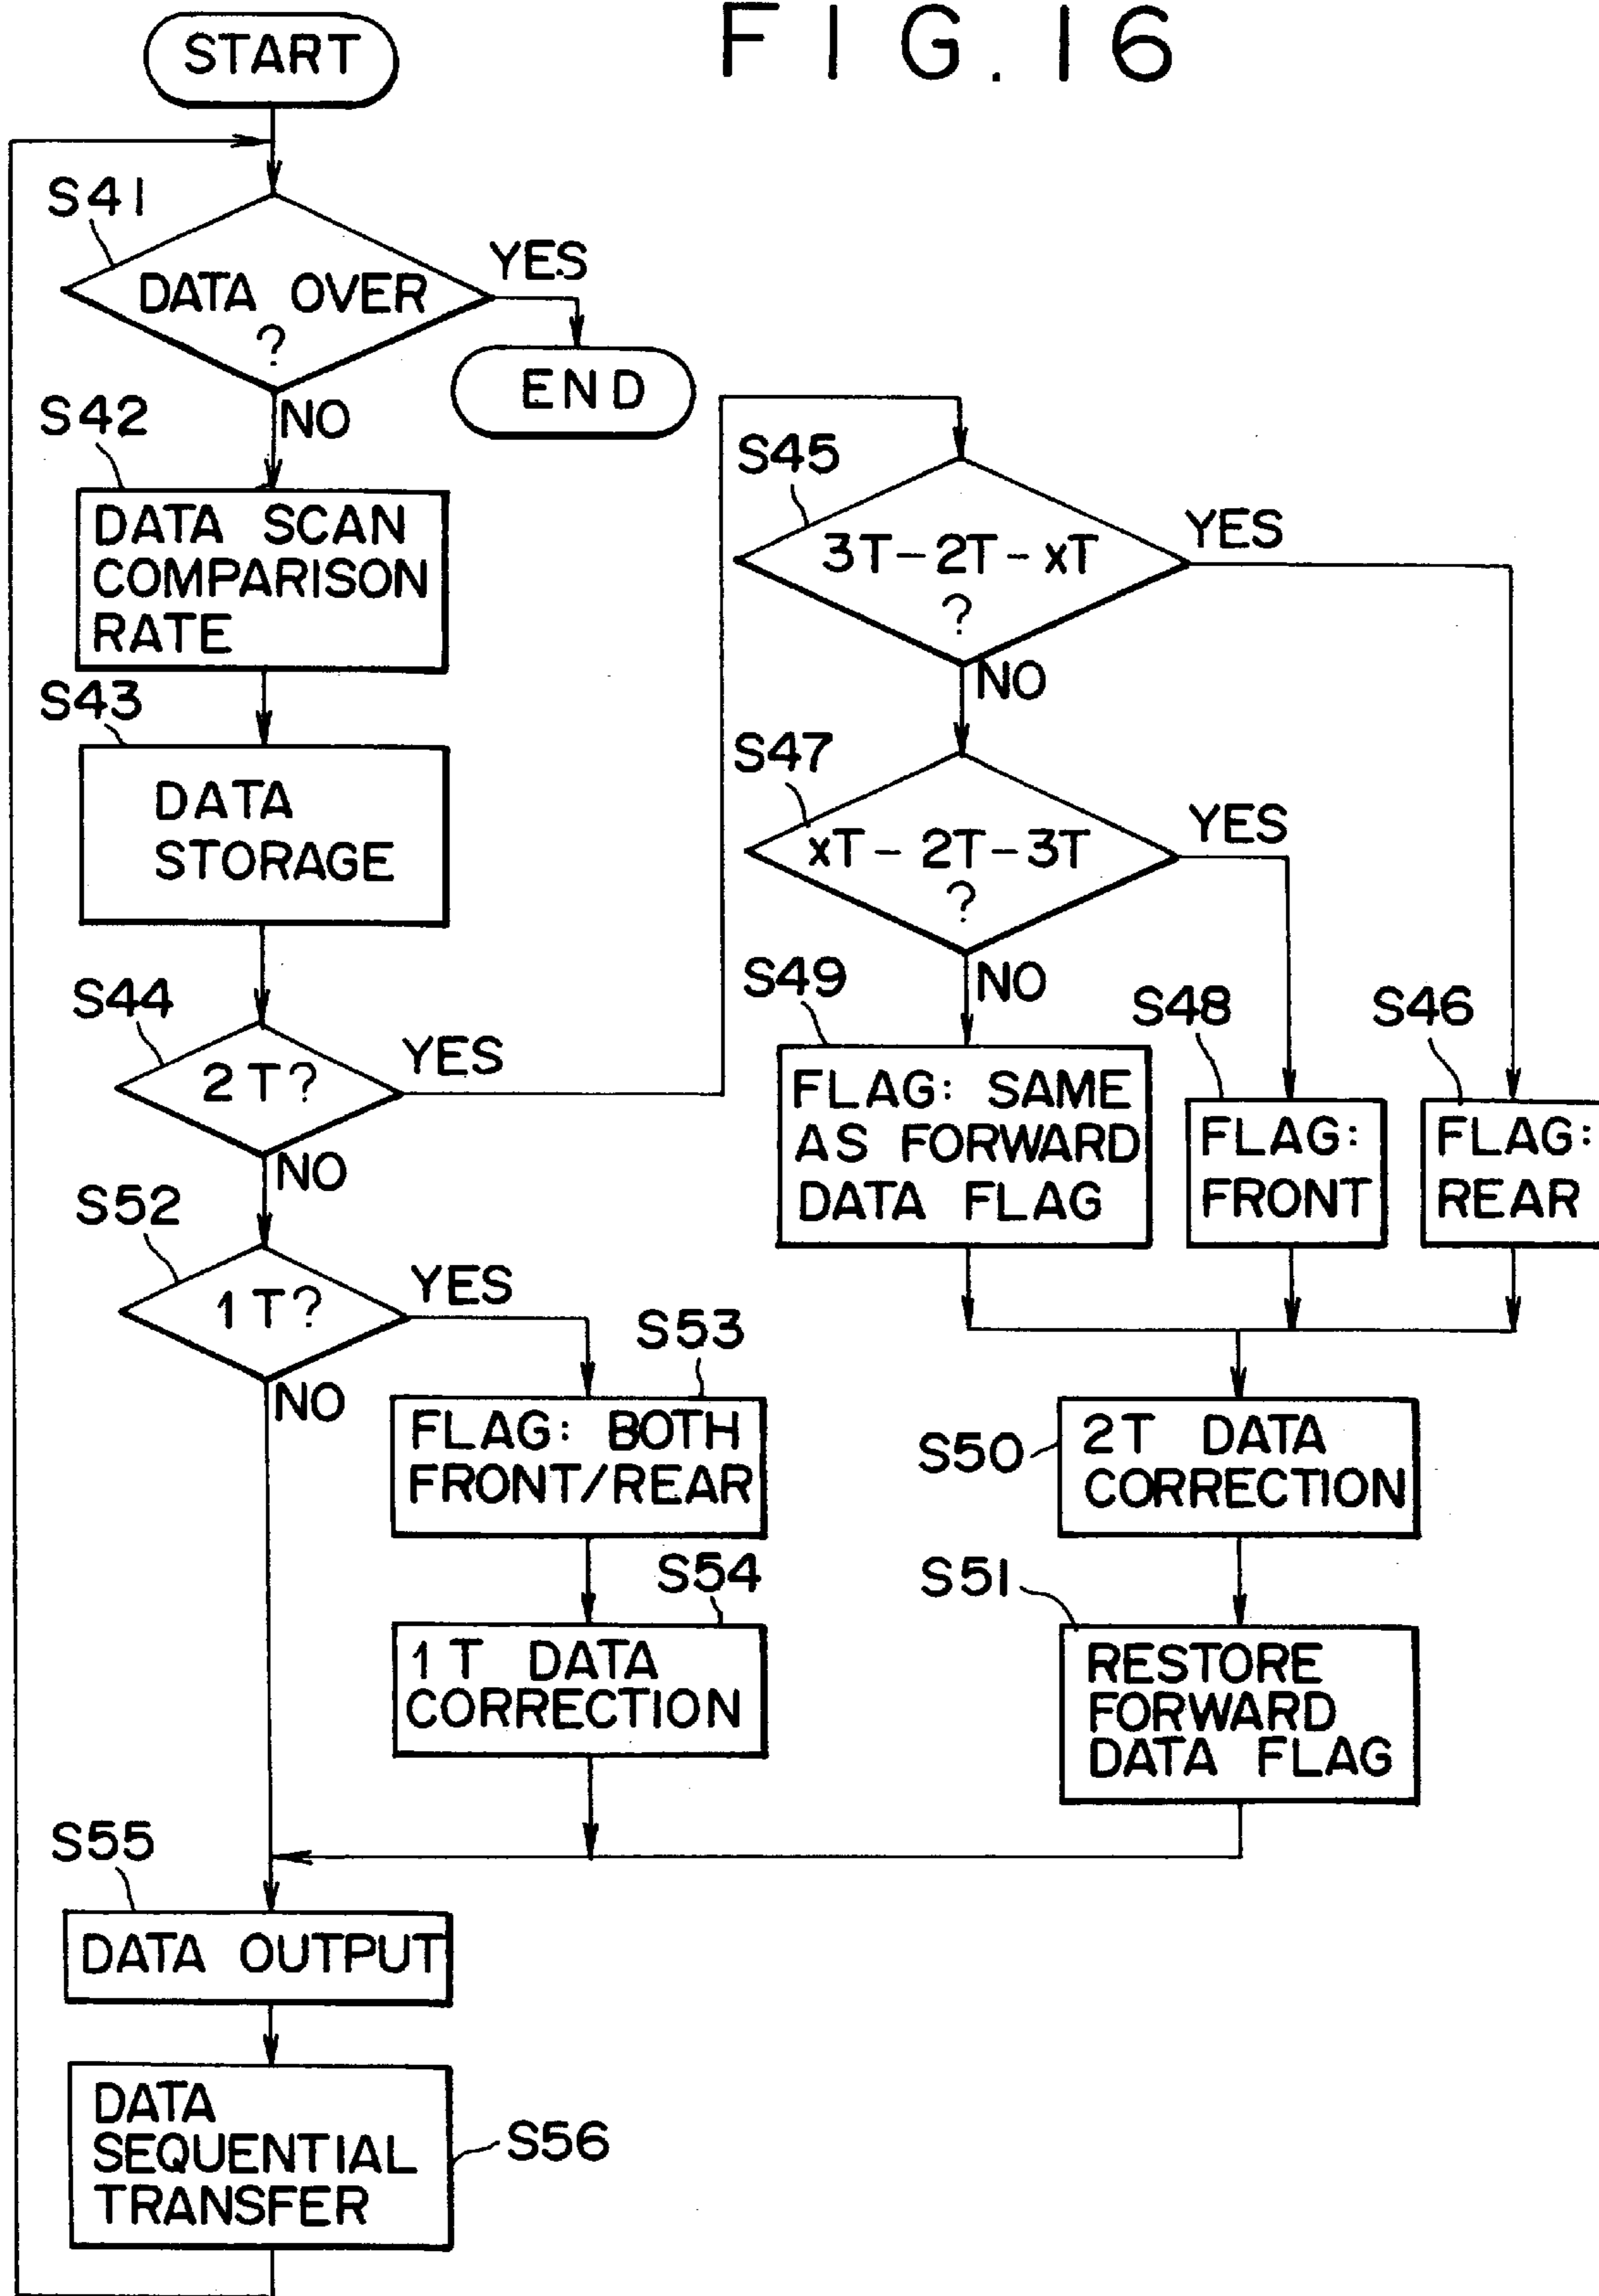 FIG. 16
START
S41
DATA OVER
?
YES
END
NO
S42
DATA SCAN
COMPARISON
RATE
S43
DATA
STORAGE
S44
2T?
YES
NO
S45
3T-2T-xT
?
YES
NO
S47
xT-2T-3T
?
YES
NO
S49
FLAG: SAME
AS FORWARD
DATA FLAG
S48
FLAG:
FRONT
S46
FLAG:
REAR
S50
2T DATA
CORRECTION
S51
RESTORE
FORWARD
DATA FLAG
S52
1T?
YES
NO
S53
FLAG: BOTH
FRONT/REAR
S54
1T DATA
CORRECTION
S55
DATA OUTPUT
S56
DATA
SEQUENTIAL
TRANSFER